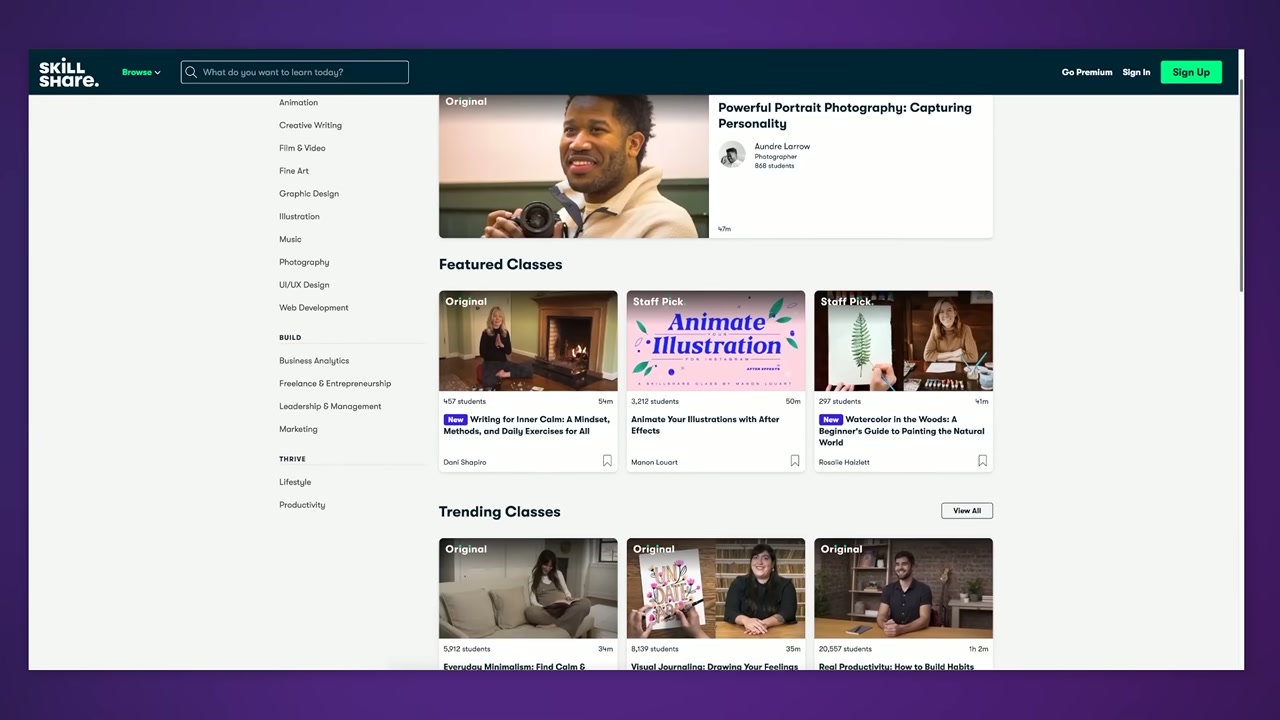 SKILL
SHare.
Browse
What do you want to learn today?
Go Premium
Sign In
Sign Up
Animation
Creative Writing
Film & Video
Fine Art
Graphic Design
Illustration
Music
Photography
UI/UX Design
Web Development
BUILD
Business Analytics
Freelance & Entrepreneurship
Leadership & Management
Marketing
THRIVE
Lifestyle
Productivity
Original
Powerful Portrait Photography: Capturing
Personality
Aundre Larrow
Photographer
868 students
47m
Featured Classes
Original
457 students
54m
New Writing for Inner Calm: A Mindset,
Methods, and Daily Exercises for All
Dani Shapiro
Staff Pick
Animate
YOUR
Illustration
FOR INSTAGRAM
AFTER EFFECTS
A SKILLSHARE CLASS BY MANON LOUART
3,212 students
50m
Animate Your Illustrations with After
Effects
Manon Louart
Staff Pick
297 students
41m
New Watercolor in the Woods: A
Beginner's Guide to Painting the Natural
World
Rosalie Haizlett
Trending Classes
View All
Original
5,912 students
34m
Everyday Minimalism: Find Calm &
Original
8,139 students
35m
Visual Journaling: Drawing Your Feelings
Original
20,557 students
1h 2m
Real Productivity: How to Build Habits